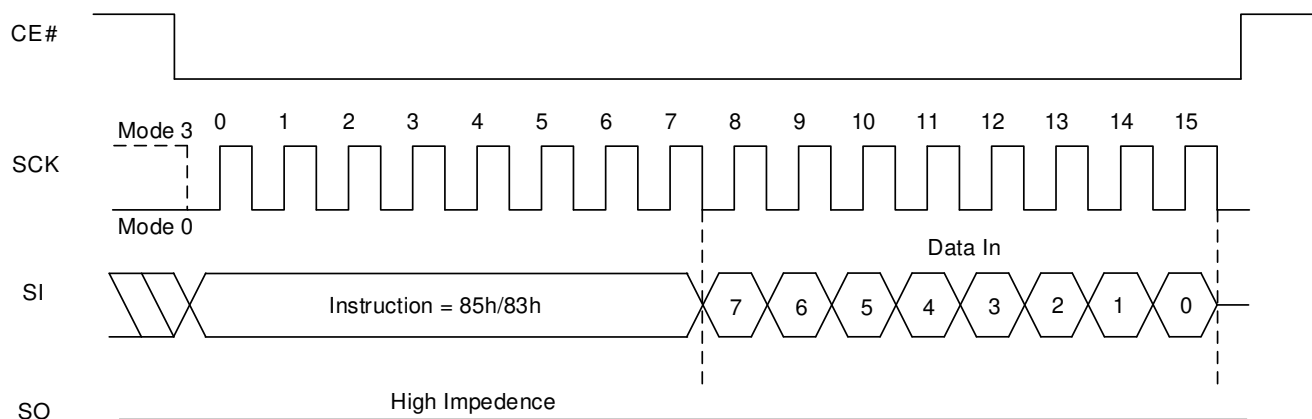 CE#
Mode 3
0 1 2 3 4 5 6 7 8 9 10 11 12 13 14 15
SCK
Mode 0
Data In
SI
Instruction = 85h/83h
7 6 5 4 3 2 1 0
High Impedence
SO